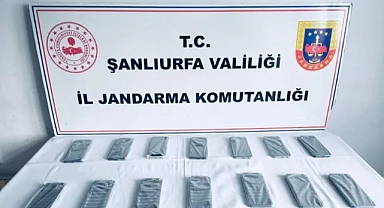 T.C.
ŞANLIURFA VALİLİĞİ
İL JANDARMA KOMUTANLIĞI